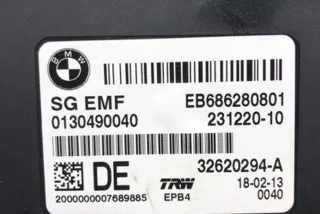 BMW
SG EMF
EB686280801
0130490040
231220-10
DE
32620294-A
TRW
18-02-13
EPB4
0040
2000000007689885